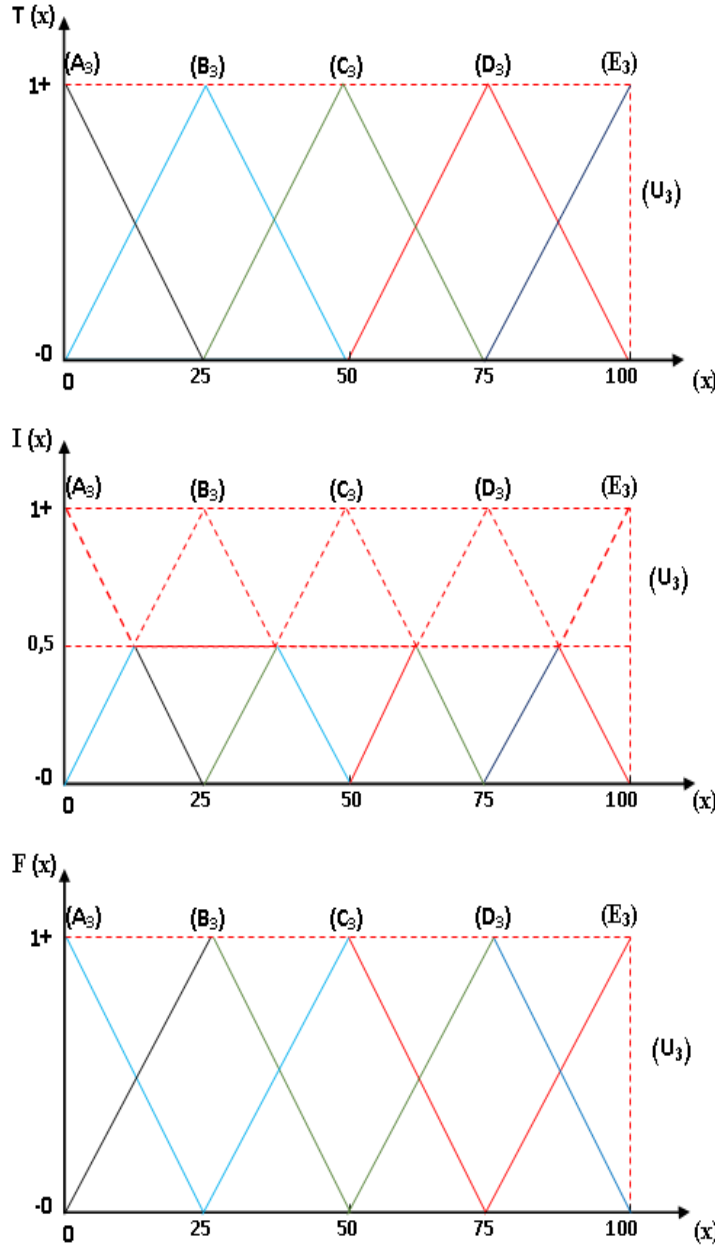 T (x)
(A₃) (B₃) (C₃) (D₃) (E₃)
1+
(U₃)
-0
0 25 50 75 100 (x)
I (x)
(A₃) (B₃) (C₃) (D₃) (E₃)
1+
(U₃)
0,5
-0
0 25 50 75 100 (x)
F (x)
(A₃) (B₃) (C₃) (D₃) (E₃)
1+
(U₃)
-0
0 25 50 75 100 (x)